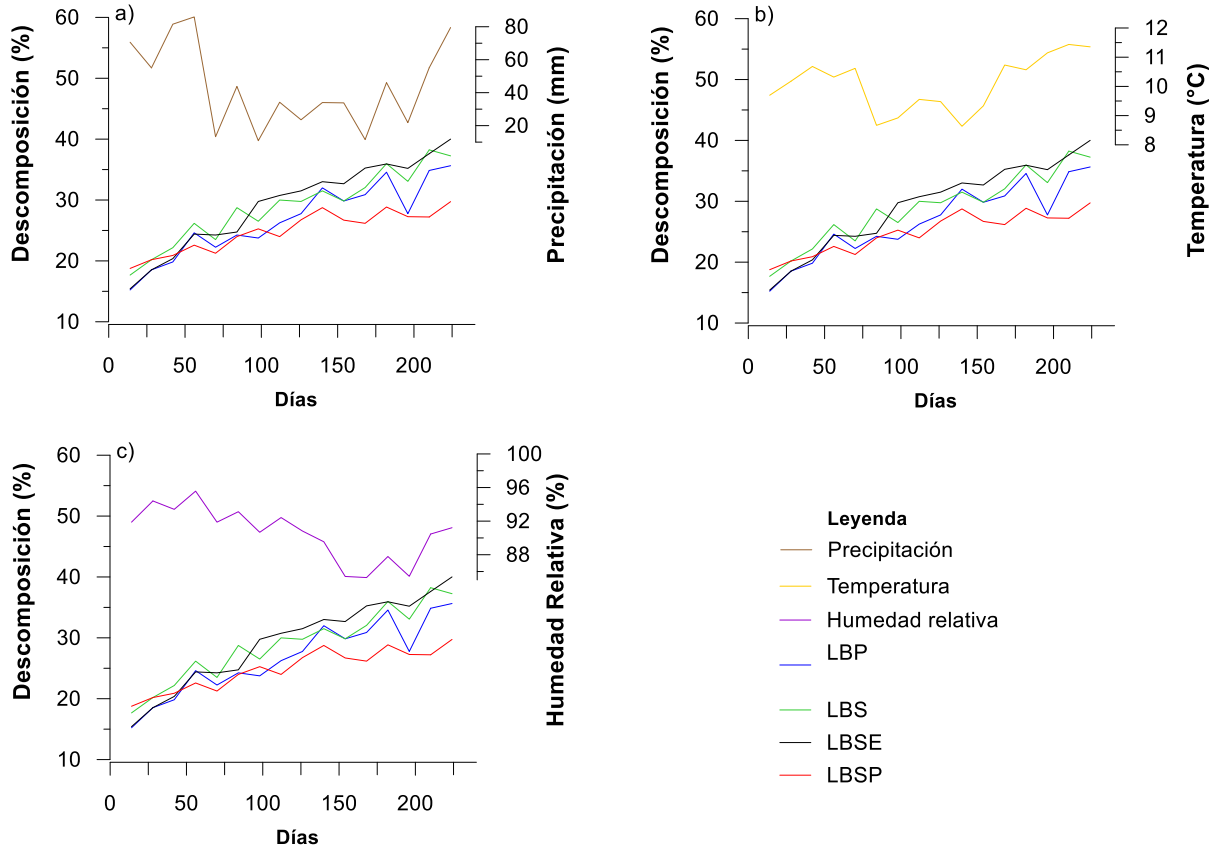 a)
Descomposición (%)
60
50
40
30
20
10
0 50 100 150 200
Días
80
60
40
20
Precipitación (mm)
b)
Descomposición (%)
60
50
40
30
20
10
0 50 100 150 200
Días
12
11
10
9
8
Temperatura (°C)
c)
Descomposición (%)
60
50
40
30
20
10
0 50 100 150 200
Días
100
96
92
88
Humedad Relativa (%)
Leyenda
Precipitación
Temperatura
Humedad relativa
LBP
LBS
LBSE
LBSP